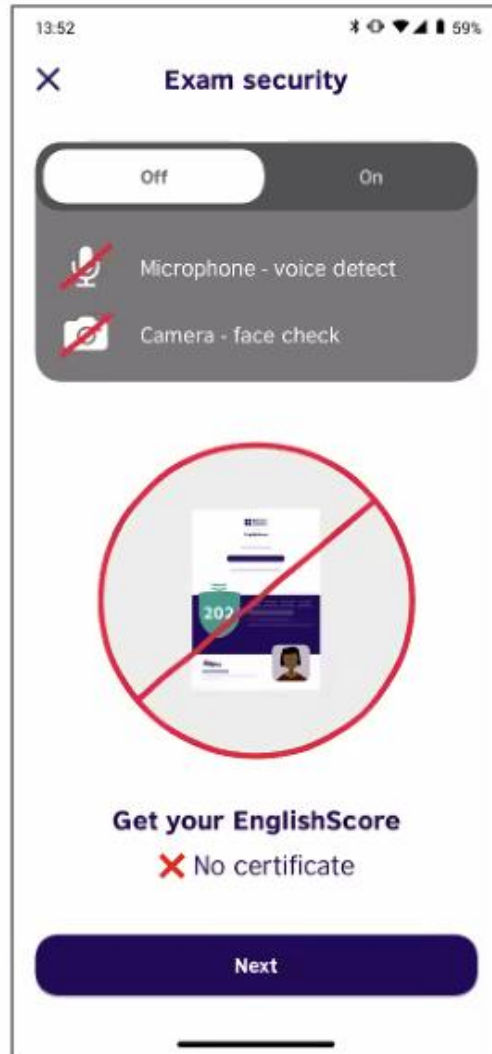 13:52 59%
Exam security
Off On
Microphone - voice detect
Camera - face check
202
Get your EnglishScore
No certificate
Next